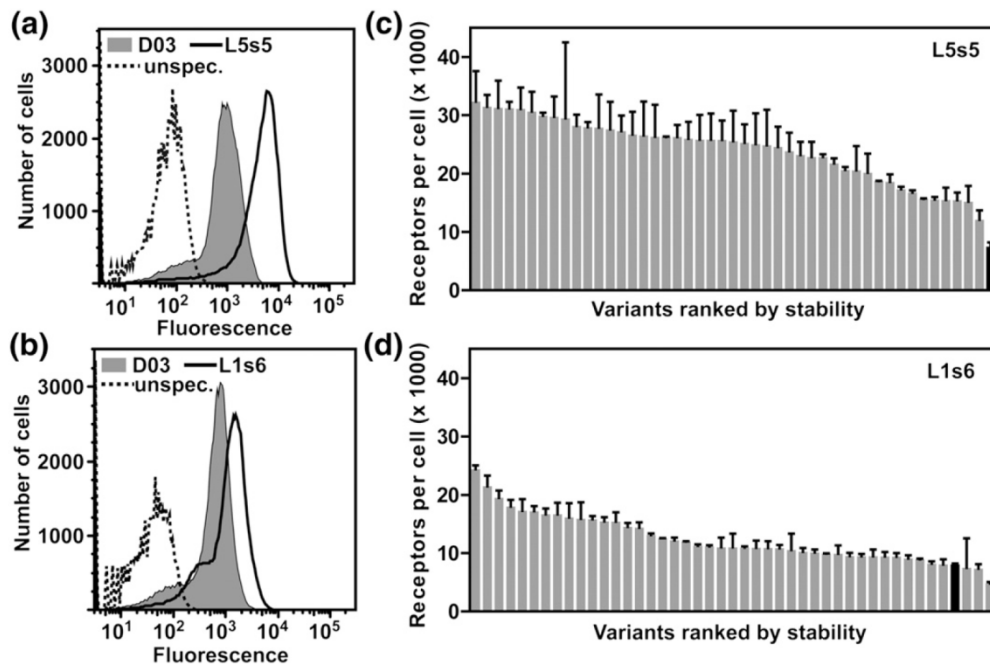 (a)
D03 L5s5
unspec.
Number of cells
3000
2000
1000
10¹ 10² 10³ 10⁴ 10⁵
Fluorescence
(b)
D03 L1s6
unspec.
Number of cells
3000
2000
1000
10¹ 10² 10³ 10⁴ 10⁵
Fluorescence
(c)
L5s5
Receptors per cell (x 1000)
40
30
20
10
0
Variants ranked by stability
(d)
L1s6
Receptors per cell (x 1000)
40
30
20
10
0
Variants ranked by stability